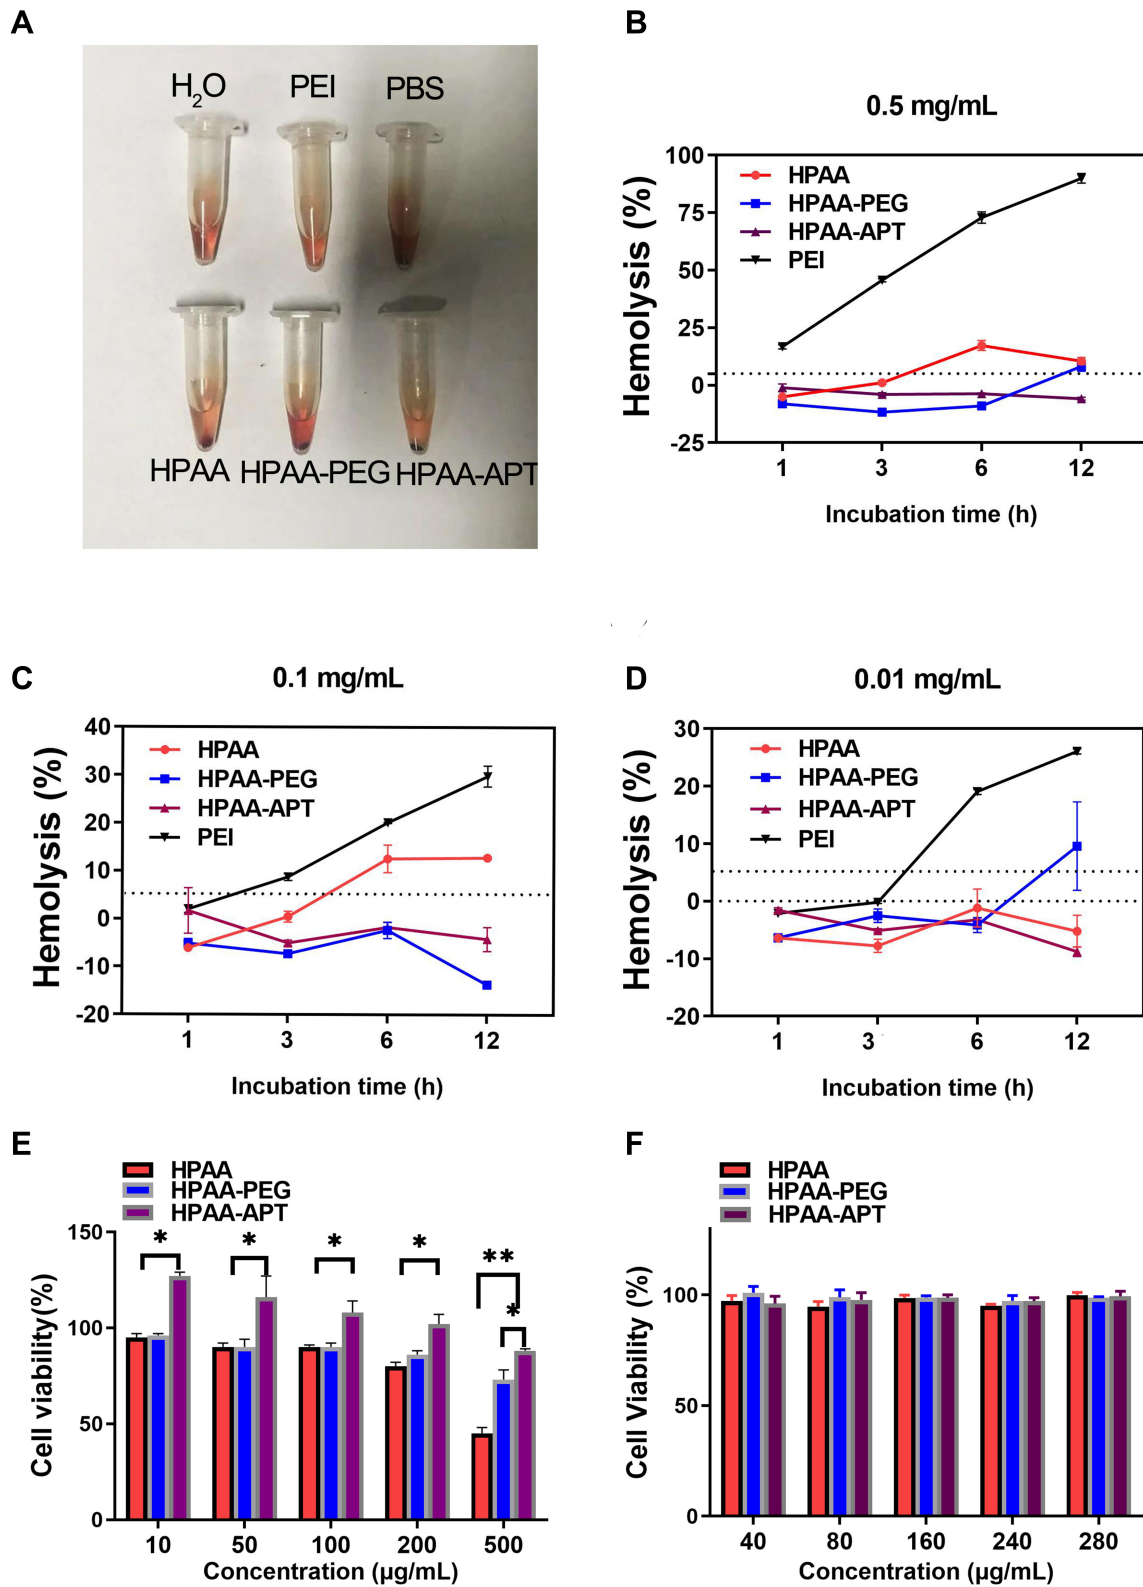 A
H₂O PEI PBS
HPAA HPAA-PEG HPAA-APT
B
0.5 mg/mL
Hemolysis (%)
100
75
50
25
0
-25
HPAA
HPAA-PEG
HPAA-APT
PEI
1 3 6 12
Incubation time (h)
C
0.1 mg/mL
Hemolysis (%)
40
30
20
10
0
-10
-20
HPAA
HPAA-PEG
HPAA-APT
PEI
1 3 6 12
Incubation time (h)
D
0.01 mg/mL
Hemolysis (%)
30
20
10
0
-10
-20
HPAA
HPAA-PEG
HPAA-APT
PEI
1 3 6 12
Incubation time (h)
E
HPAA
HPAA-PEG
HPAA-APT
Cell viability(%)
150
100
50
0
* * * * ** *
10 50 100 200 500
Concentration (µg/mL)
F
HPAA
HPAA-PEG
HPAA-APT
Cell Viability (%)
100
50
0
40 80 160 240 280
Concentration (µg/mL)